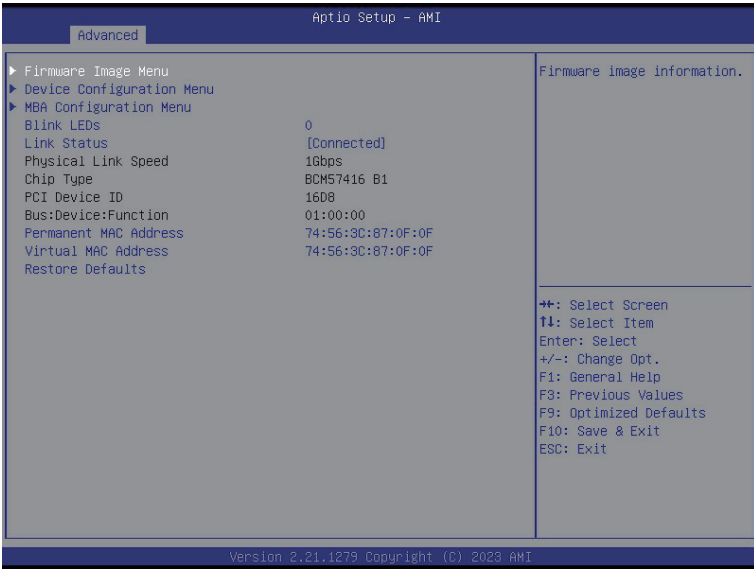 Aptio Setup – AMI
Advanced
Firmware Image Menu
Device Configuration Menu
MBA Configuration Menu
Blink LEDs 0
Link Status [Connected]
Physical Link Speed 1Gbps
Chip Type BCM57416 B1
PCI Device ID 16D8
Bus:Device:Function 01:00:00
Permanent MAC Address 74:56:3C:87:0F:0F
Virtual MAC Address 74:56:3C:87:0F:0F
Restore Defaults
Firmware image information.
→←: Select Screen
↑↓: Select Item
Enter: Select
+/-: Change Opt.
F1: General Help
F3: Previous Values
F9: Optimized Defaults
F10: Save & Exit
ESC: Exit
Version 2.21.1279 Copyright (C) 2023 AMI